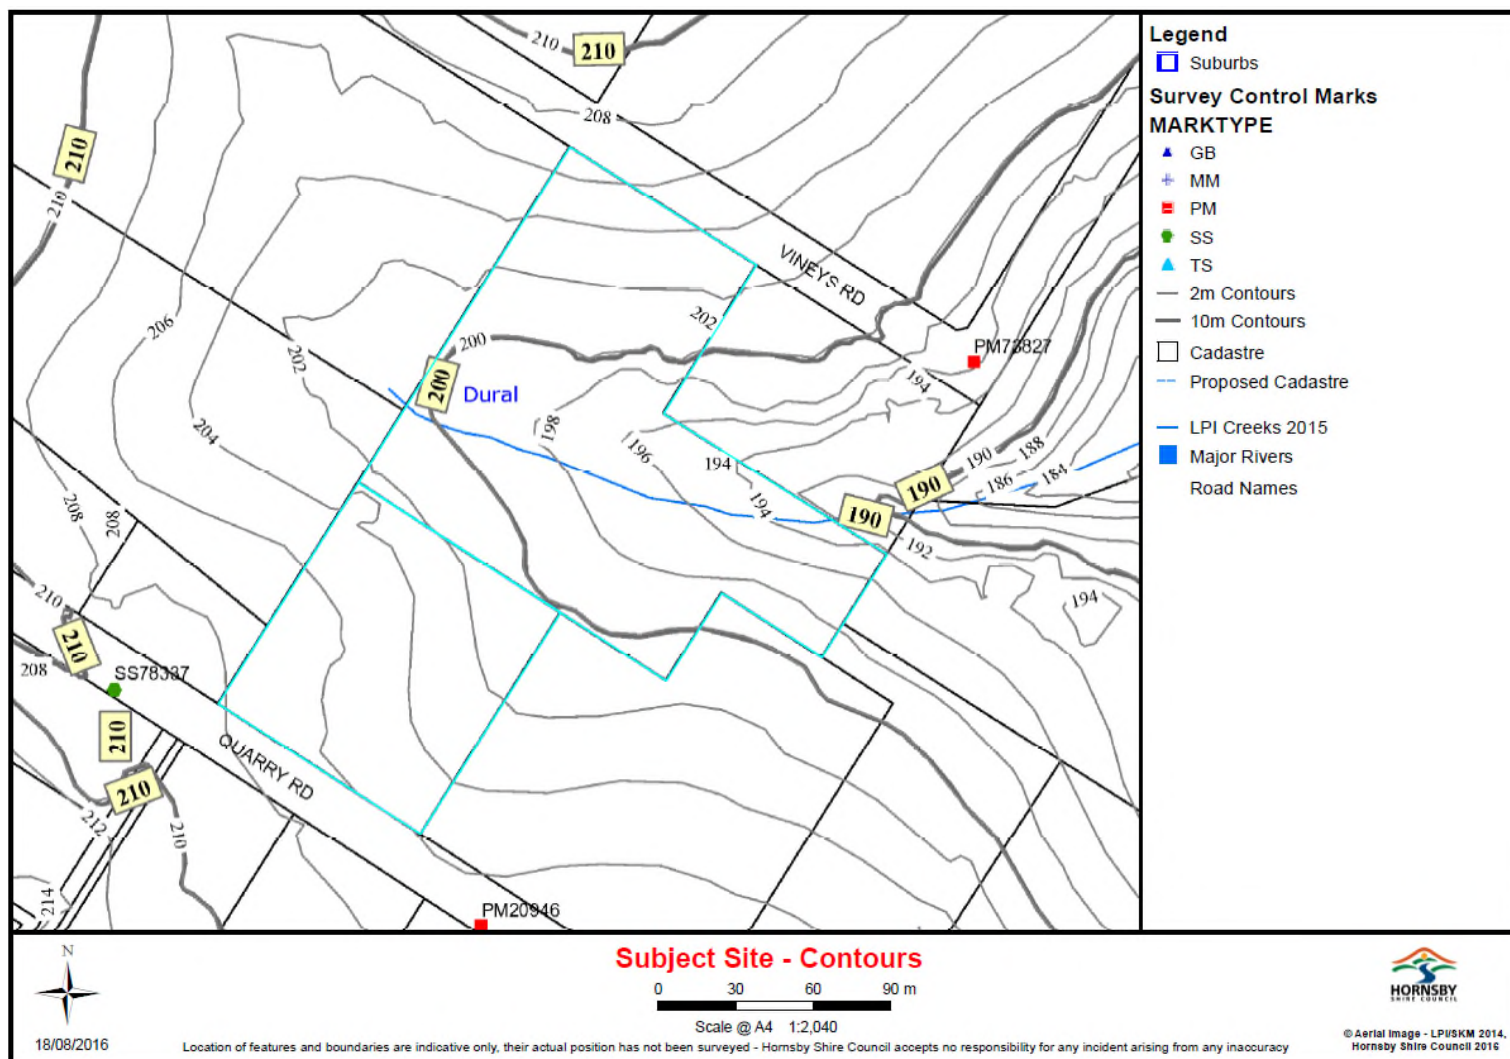 210
210
208
210
210
VINEYS RD
206
202
200
202
200
Dural
194
PM73827
198
196
204
194
194
190
188
186
184
190
190
192
194
208
208
210
210
208
SS78337
210
QUARRY RD
210
212
210
214
PM20946
Legend
Suburbs
Survey Control Marks
MARKTYPE
GB
MM
PM
SS
TS
2m Contours
10m Contours
Cadastre
Proposed Cadastre
LPI Creeks 2015
Major Rivers
Road Names
N
18/08/2016
Subject Site - Contours
0 30 60 90 m
Scale @ A4 1:2,040
Location of features and boundaries are indicative only, their actual position has not been surveyed - Hornsby Shire Council accepts no responsibility for any incident arising from any inaccuracy
HORNSBY
SHIRE COUNCIL
© Aerial Image - LPI/SKM 2014,
Hornsby Shire Council 2016